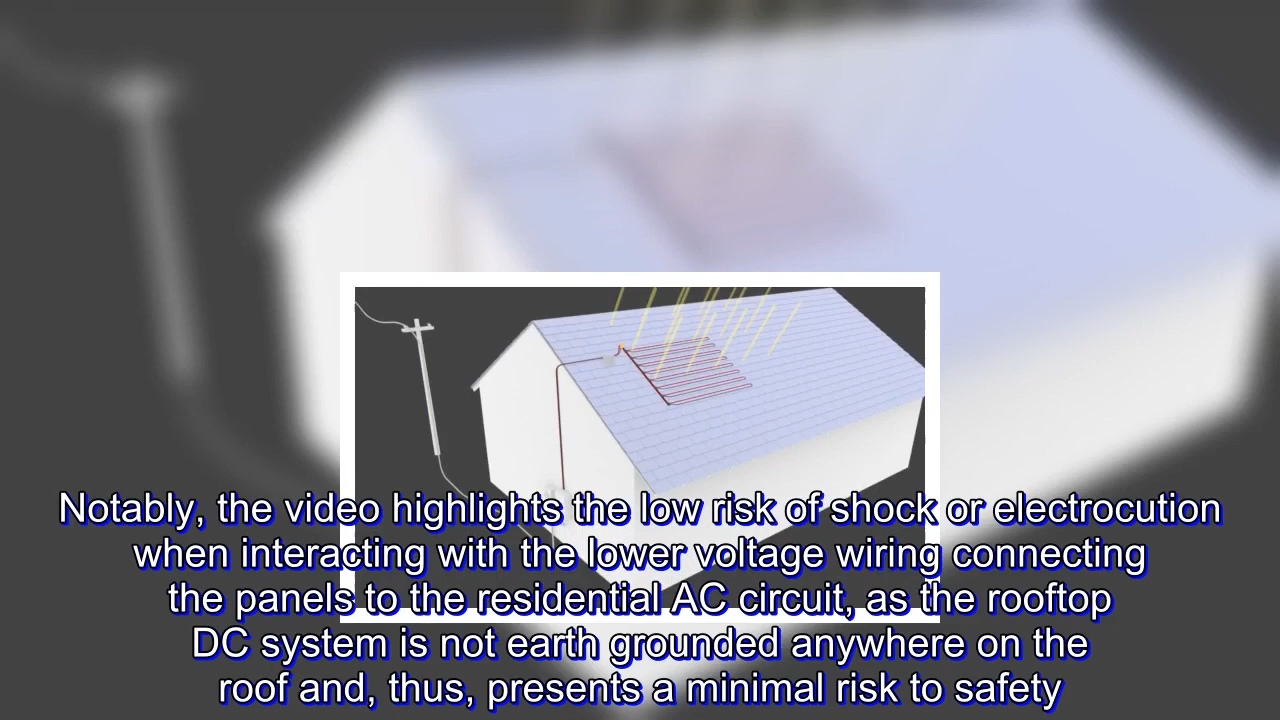 Notably, the video highlights the low risk of shock or electrocution
when interacting with the lower voltage wiring connecting
the panels to the residential AC circuit, as the rooftop
DC system is not earth grounded anywhere on the
roof and, thus, presents a minimal risk to safety